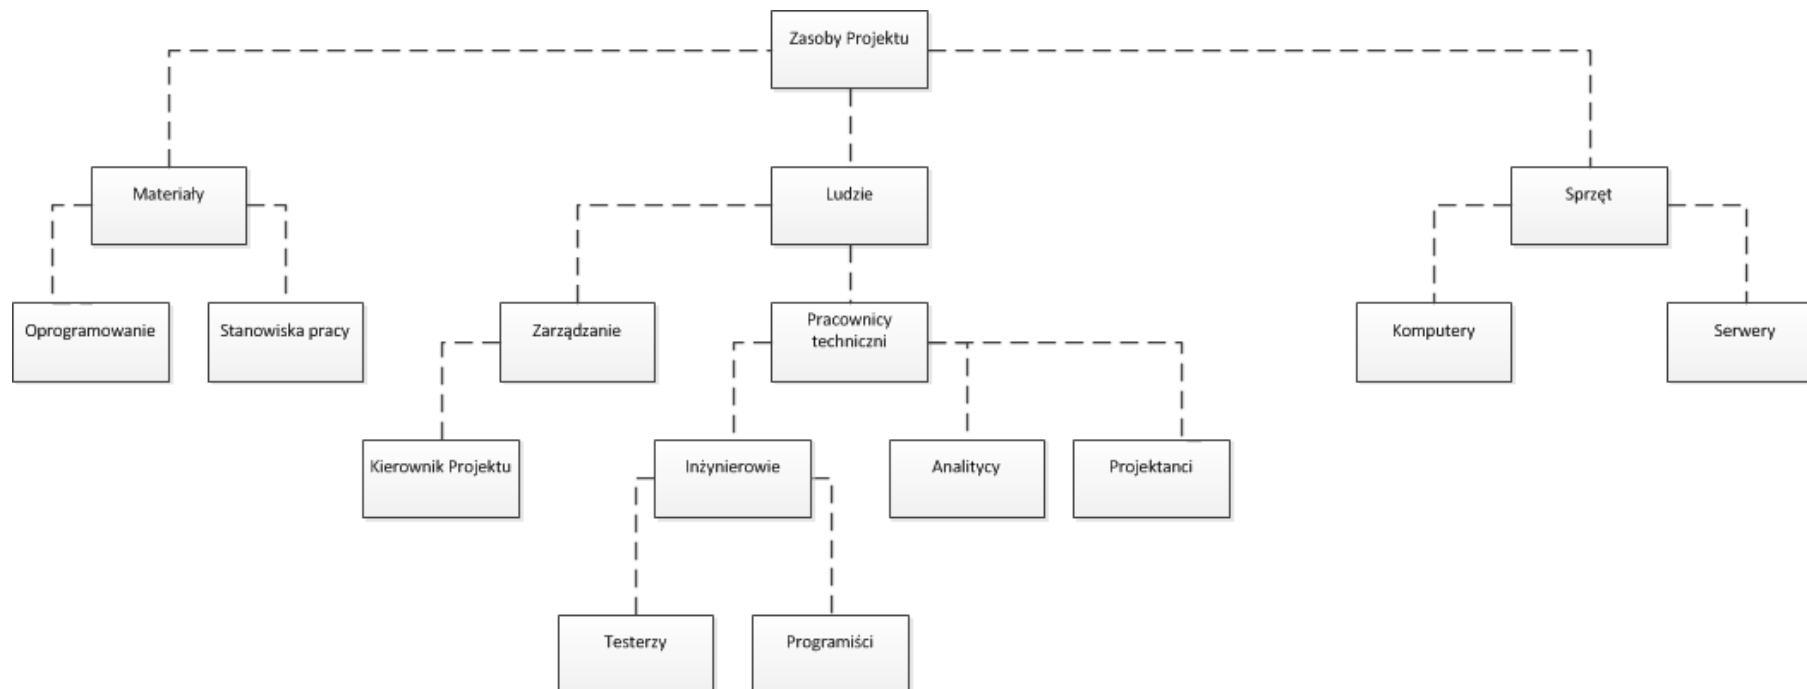 Zasoby Projektu
Materiały
Ludzie
Sprzęt
Oprogramowanie
Stanowiska pracy
Zarządzanie
Pracownicy
techniczni
Komputery
Serwery
Kierownik Projektu
Inżynierowie
Analitycy
Projektanci
Testerzy
Programiści